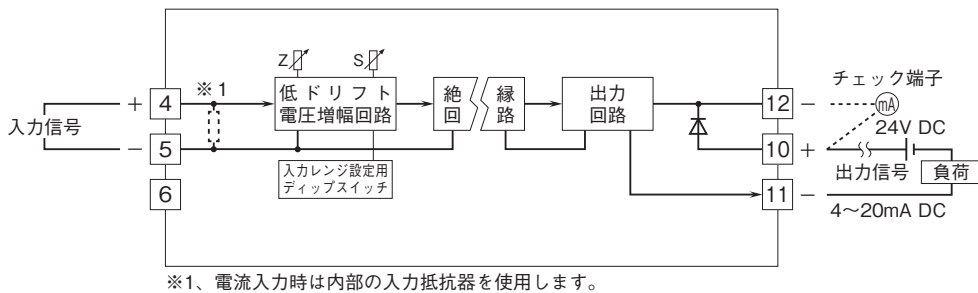 Z
S
※1
4
+
入力信号
−
5
6
低ドリフト
電圧増幅回路
入力レンジ設定用
ディップスイッチ
絶縁
回路
出力
回路
12
−
チェック端子
mA
24V DC
10
+
出力信号
負荷
11
−
4〜20mA DC
※1、電流入力時は内部の入力抵抗器を使用します。